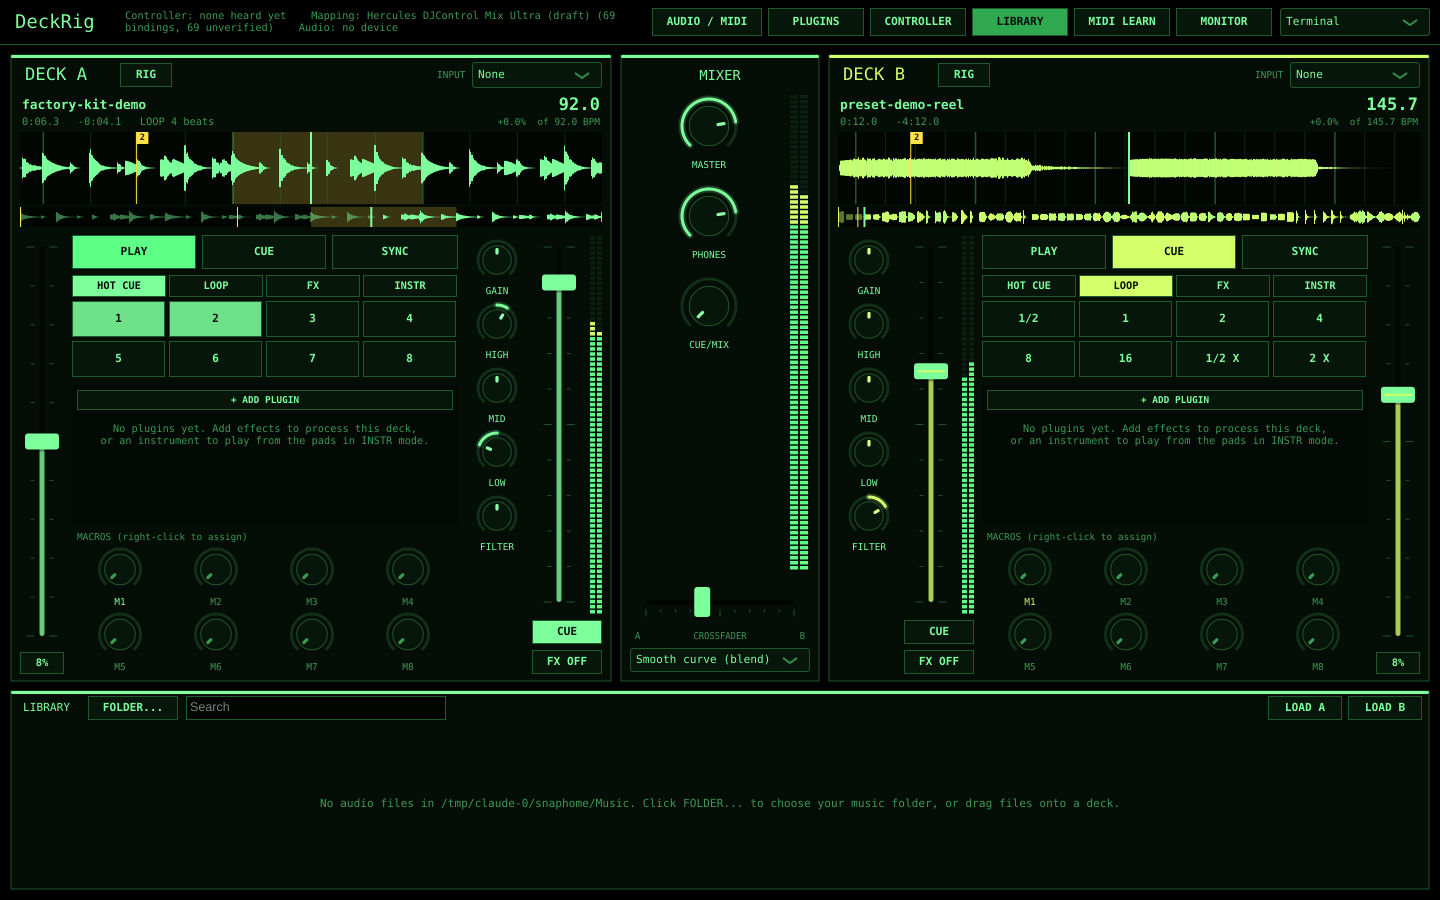 DeckRig
Controller: none heard yet Mapping: Hercules DJControl Mix Ultra (draft) (69
bindings, 69 unverified) Audio: no device
AUDIO / MIDI PLUGINS CONTROLLER LIBRARY MIDI LEARN MONITOR Terminal
DECK A RIG INPUT None
factory-kit-demo 92.0
0:06.3 -0:04.1 LOOP 4 beats +0.0% of 92.0 BPM
2
PLAY CUE SYNC
HOT CUE LOOP FX INSTR
1 2 3 4
5 6 7 8
+ ADD PLUGIN
No plugins yet. Add effects to process this deck,
or an instrument to play from the pads in INSTR mode.
MACROS (right-click to assign)
M1 M2 M3 M4
M5 M6 M7 M8
8%
GAIN
HIGH
MID
LOW
FILTER
CUE
FX OFF
MIXER
MASTER
PHONES
CUE/MIX
A CROSSFADER B
Smooth curve (blend)
DECK B RIG INPUT None
preset-demo-reel 145.7
0:12.0 -4:12.0 +0.0% of 145.7 BPM
2
GAIN
HIGH
MID
LOW
FILTER
CUE
FX OFF
PLAY CUE SYNC
HOT CUE LOOP FX INSTR
1/2 1 2 4
8 16 1/2 X 2 X
+ ADD PLUGIN
No plugins yet. Add effects to process this deck,
or an instrument to play from the pads in INSTR mode.
MACROS (right-click to assign)
M1 M2 M3 M4
M5 M6 M7 M8
8%
LIBRARY FOLDER... Search LOAD A LOAD B
No audio files in /tmp/claude-0/snaphome/Music. Click FOLDER... to choose your music folder, or drag files onto a deck.